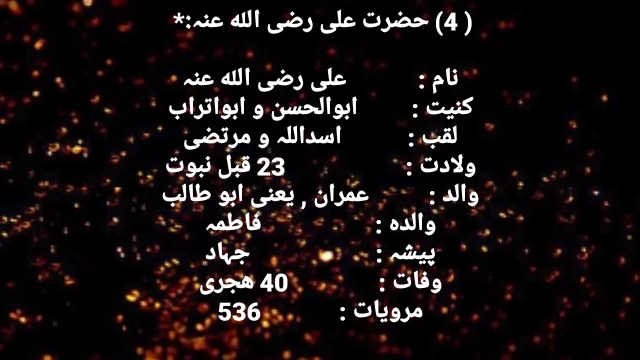 ( 4) حضرت علی رضی اللہ عنہ:*
نام : علی رضی اللہ عنہ
کنیت : ابوالحسن و ابواتراب
لقب : اسداللہ و مرتضی
ولادت : 23 قبل نبوت
والد : عمران , یعنی ابو طالب
والدہ : فاطمہ
پیشہ : جہاد
وفات : 40 ھجری
مرویات : 536